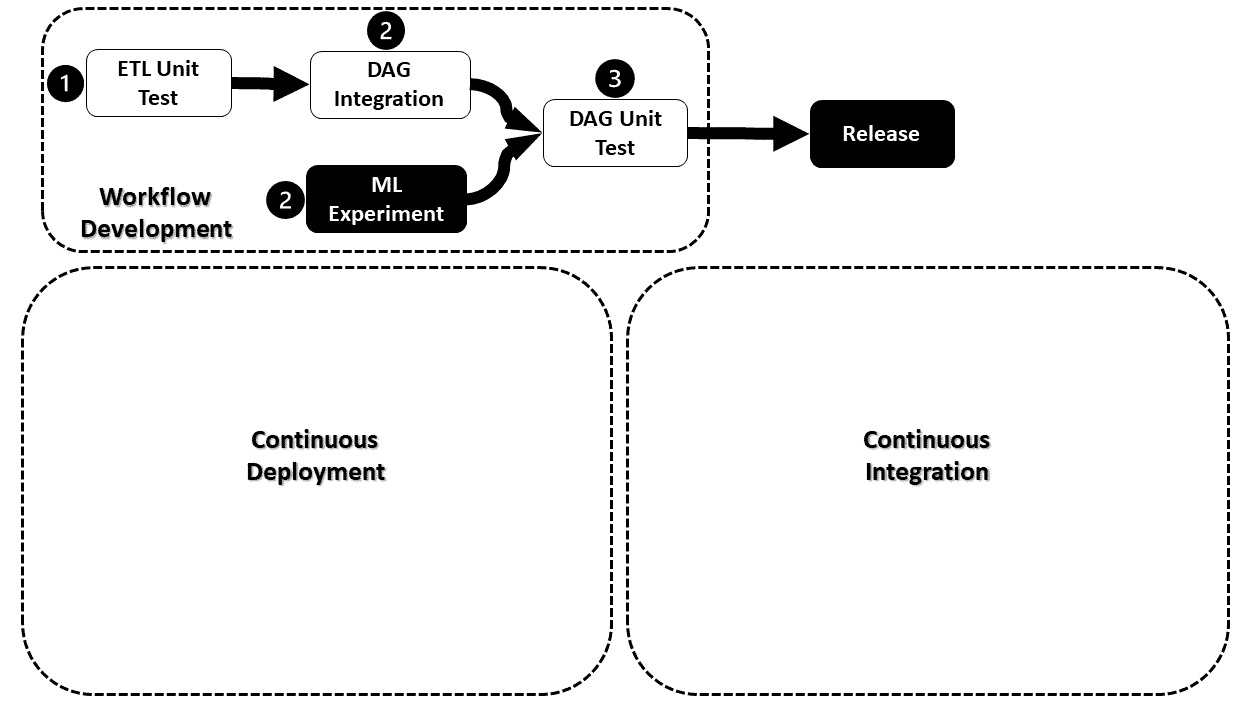 1
ETL Unit
Test
2
DAG
Integration
2
ML
Experiment
3
DAG Unit
Test
Release
Workflow
Development
Continuous
Deployment
Continuous
Integration